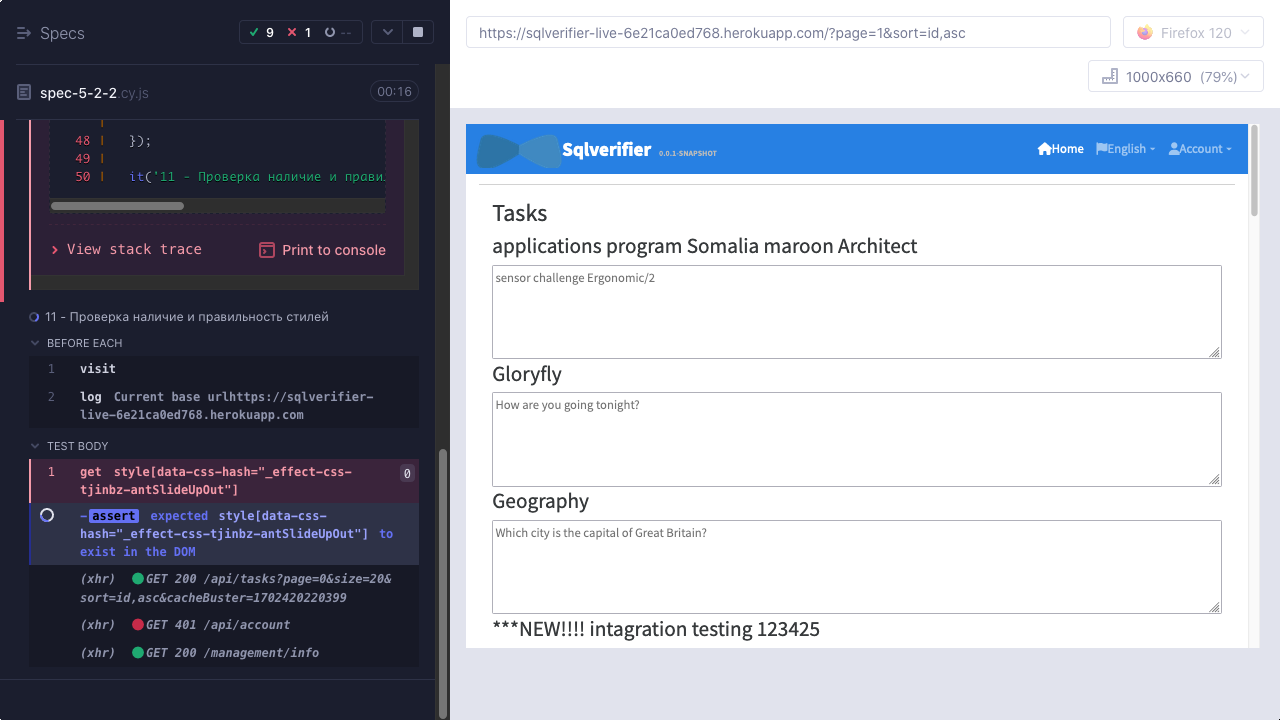 Specs
9 1 --
spec-5-2-2.cy.js
00:16
48 | });
49 |
50 | it('11 - Проверка наличие и прави
View stack trace
Print to console
11 - Проверка наличие и правильность стилей
BEFORE EACH
1 visit
2 log Current base urlhttps://sqlverifier-
live-6e21ca0ed768.herokuapp.com
TEST BODY
1 get style[data-css-hash="_effect-css-
tjinbz-antSlideUpOut"]
0
-assert expected style[data-css-
hash="_effect-css-tjinbz-antSlideUpOut"] to
exist in the DOM
(xhr) GET 200 /api/tasks?page=0&size=20&
sort=id,asc&cacheBuster=1702420220399
(xhr) GET 401 /api/account
(xhr) GET 200 /management/info
https://sqlverifier-live-6e21ca0ed768.herokuapp.com/?page=1&sort=id,asc
Firefox 120
1000x660 (79%)
Sqlverifier 0.0.1-SNAPSHOT
Home
English
Account
Tasks
applications program Somalia maroon Architect
sensor challenge Ergonomic/2
Gloryfly
How are you going tonight?
Geography
Which city is the capital of Great Britain?
***NEW!!!! intagration testing 123425